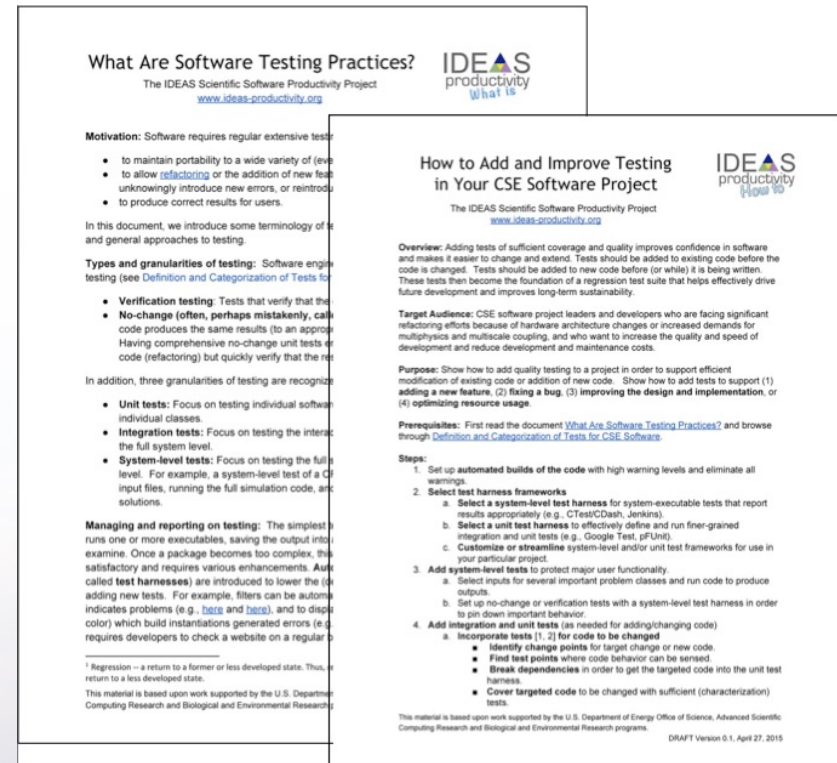 What Are Software Testing Practices?
IDEAS
productivity
What is
The IDEAS Scientific Software Productivity Project
www.ideas-productivity.org
Motivation: Software requires regular extensive
• to maintain portability to a wide variety of
• to allow refactoring or the addition of new
unknowingly introduce new errors, or
• to produce correct results for users.
In this document, we introduce some terminology of
and general approaches to testing.
Types and granularities of testing: Software
testing (see Definition and Categorization of Tests for
• Verification testing: Tests that verify that the
• No-change (often, perhaps mistakenly,
code produces the same results (to an
Having comprehensive no-change unit tests
code (refactoring) but quickly verify that the
In addition, three granularities of testing are
• Unit tests: Focus on testing individual
individual classes.
• Integration tests: Focus on testing the
the full system level.
• System-level tests: Focus on testing the full
level. For example, a system-level test of a
input files, running the full simulation code,
solutions.
Managing and reporting on testing: The simplest
runs one or more executables, saving the output into
examine. Once a package becomes too complex,
satisfactory and requires various enhancements.
called test harnesses) are introduced to lower the
adding new tests. For example, filters can be
indicates problems (e.g., here and here), and to
color) which build instantiations generated errors
requires developers to check a website on a regular
1 Regression – a return to a former or less developed state. Thus,
return to a less developed state.
This material is based upon work supported by the U.S.
Computing Research and Biological and Environmental Research
How to Add and Improve Testing
in Your CSE Software Project
IDEAS
productivity
How to
The IDEAS Scientific Software Productivity Project
www.ideas-productivity.org
Overview: Adding tests of sufficient coverage and quality improves confidence in software
and makes it easier to change and extend. Tests should be added to existing code before the
code is changed. Tests should be added to new code before (or while) it is being written.
These tests then become the foundation of a regression test suite that helps effectively drive
future development and improves long-term sustainability.
Target Audience: CSE software project leaders and developers who are facing significant
refactoring efforts because of hardware architecture changes or increased demands for
multiphysics and multiscale coupling, and who want to increase the quality and speed of
development and reduce development and maintenance costs.
Purpose: Show how to add quality testing to a project in order to support efficient
modification of existing code or addition of new code. Show how to add tests to support (1)
adding a new feature, (2) fixing a bug, (3) improving the design and implementation, or
(4) optimizing resource usage.
Prerequisites: First read the document What Are Software Testing Practices? and browse
through Definition and Categorization of Tests for CSE Software.
Steps:
1. Set up automated builds of the code with high warning levels and eliminate all
warnings.
2. Select test harness frameworks
a. Select a system-level test harness for system-executable tests that report
results appropriately (e.g., CTest/CDash, Jenkins).
b. Select a unit test harness to effectively define and run finer-grained
integration and unit tests (e.g., Google Test, pFUnit).
c. Customize or streamline system-level and/or unit test frameworks for use in
your particular project.
3. Add system-level tests to protect major user functionality.
a. Select inputs for several important problem classes and run code to produce
outputs.
b. Set up no-change or verification tests with a system-level test harness in order
to pin down important behavior.
4. Add integration and unit tests (as needed for adding/changing code)
a. Incorporate tests [1, 2] for code to be changed
▪ Identify change points for target change or new code.
▪ Find test points where code behavior can be sensed.
▪ Break dependencies in order to get the targeted code into the unit test
harness.
▪ Cover targeted code to be changed with sufficient (characterization)
tests.
This material is based upon work supported by the U.S. Department of Energy Office of Science, Advanced Scientific
Computing Research and Biological and Environmental Research programs.
DRAFT Version 0.1, April 27, 2015